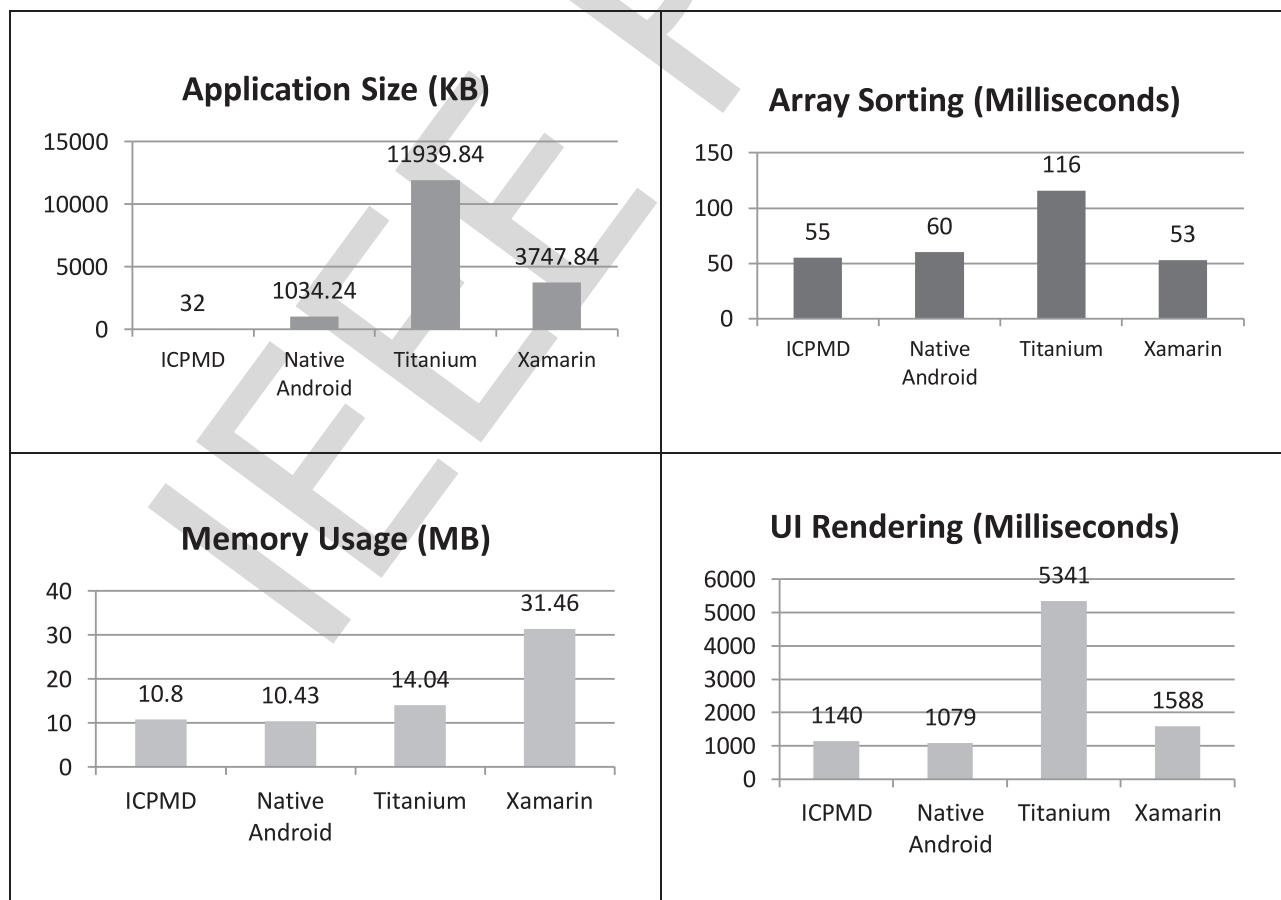 Application Size (KB)
15000
10000
5000
0
32
1034.24
11939.84
3747.84
ICPMD
Native
Android
Titanium
Xamarin
Array Sorting (Milliseconds)
150
100
50
0
55
60
116
53
ICPMD
Native
Android
Titanium
Xamarin
Memory Usage (MB)
40
30
20
10
0
10.8
10.43
14.04
31.46
ICPMD
Native
Android
Titanium
Xamarin
UI Rendering (Milliseconds)
6000
5000
4000
3000
2000
1000
0
1140
1079
5341
1588
ICPMD
Native
Android
Titanium
Xamarin
IEEE